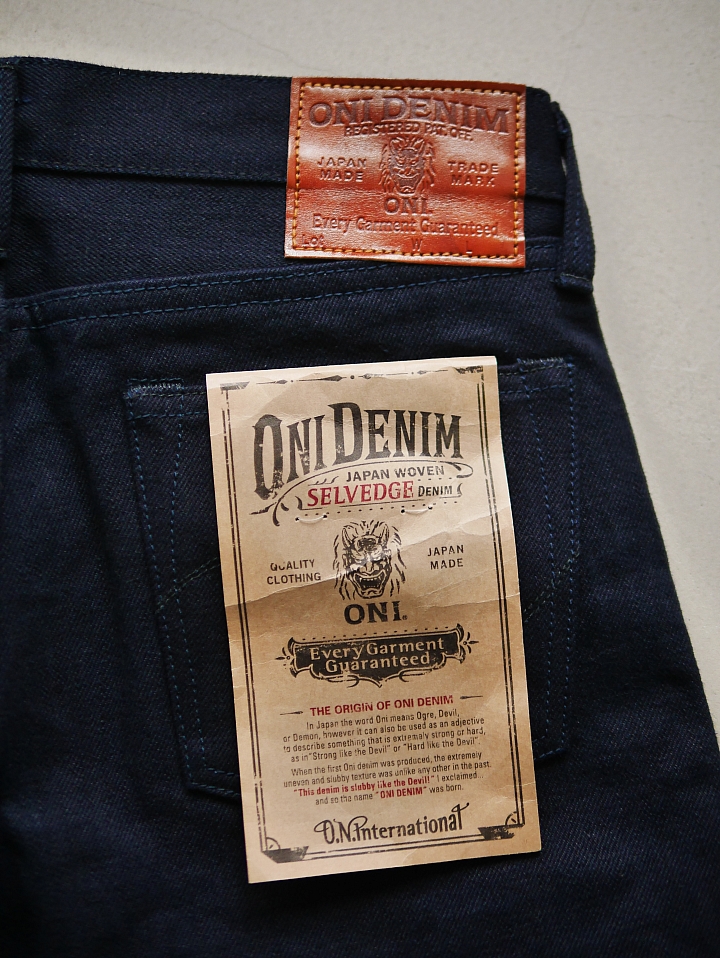 ONI DENIM
REGISTERED PAT. OFF.
JAPAN MADE
TRADE MARK
ONI
Every Garment Guaranteed
Lot W L
ONI DENIM
JAPAN WOVEN
SELVEDGE DENIM
QUALITY CLOTHING
JAPAN MADE
ONI.
Every Garment
Guaranteed
THE ORIGIN OF ONI DENIM
In Japan the word Oni means Ogre, Devil,
or Demon, however it can also be used as an adjective
to describe something that is extremely strong or hard,
as in "Strong like the Devil" or "Hard like the Devil".
When the first Oni denim was produced, the extremely
uneven and slubby texture was unlike any other in the past.
"This denim is slubby like the Devil!" I exclaimed...
and so the name "ONI DENIM" was born.
O.N.International